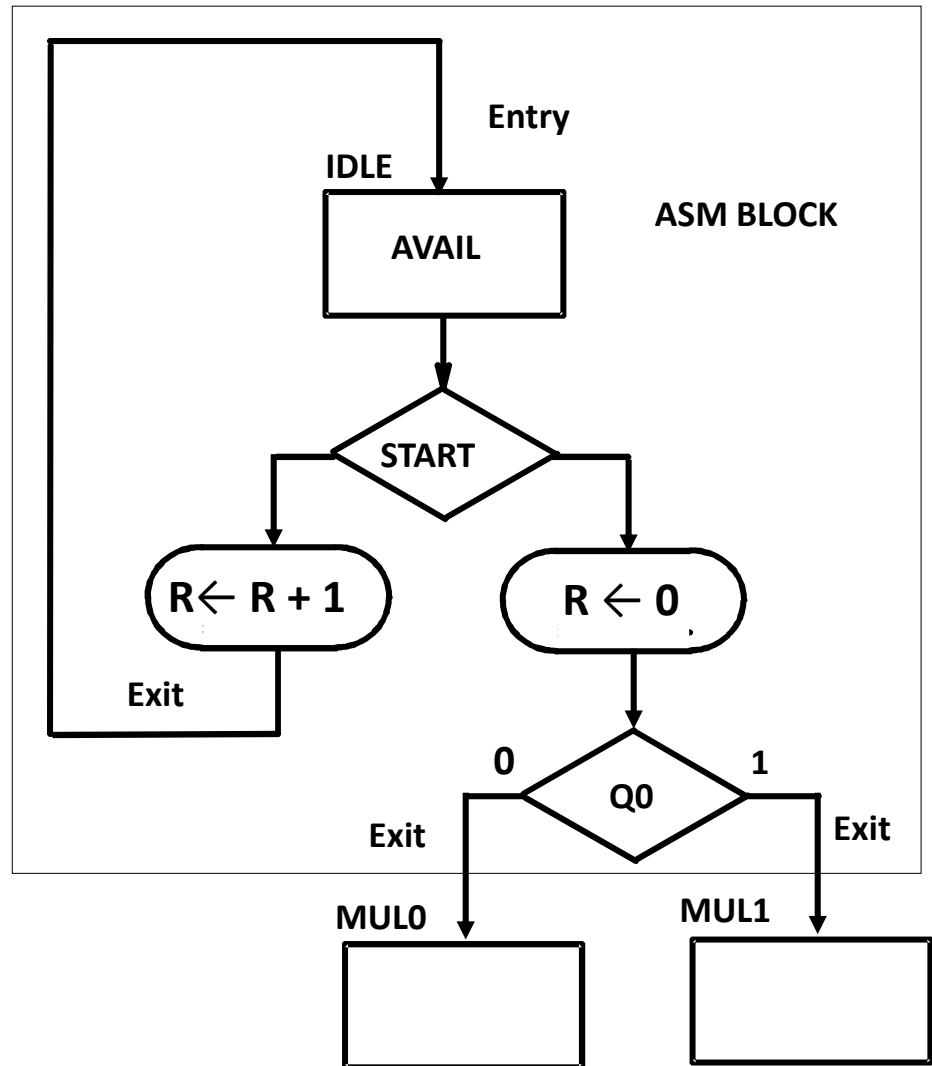 Entry
IDLE
ASM BLOCK
AVAIL
START
R← R + 1
R ← 0
Exit
0
1
Q0
Exit
Exit
MUL0
MUL1